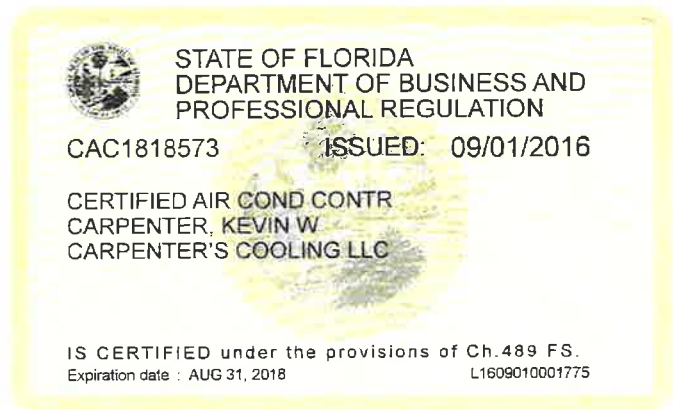 STATE OF FLORIDA
DEPARTMENT OF BUSINESS AND
PROFESSIONAL REGULATION
CAC1818573 ISSUED: 09/01/2016
CERTIFIED AIR COND CONTR
CARPENTER, KEVIN W
CARPENTER'S COOLING LLC
IS CERTIFIED under the provisions of Ch.489 FS.
Expiration date : AUG 31, 2018 L1609010001775